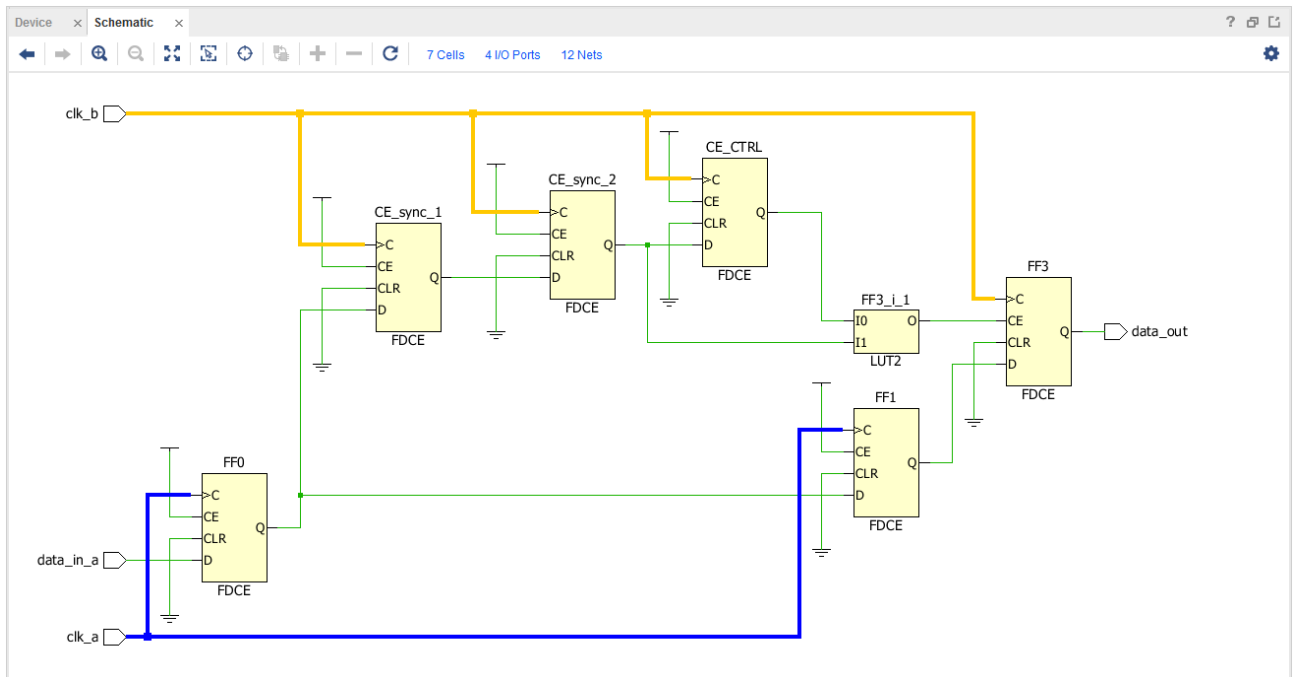 Device × Schematic ×
?
7 Cells 4 I/O Ports 12 Nets
clk_b
CE_CTRL
>C
CE
CLR
D
Q
FDCE
CE_sync_2
>C
CE
CLR
D
Q
FDCE
CE_sync_1
>C
CE
CLR
D
Q
FDCE
FF3
>C
CE
CLR
D
Q
FDCE
data_out
FF3_i_1
I0 O
I1
LUT2
FF1
>C
CE
CLR
D
Q
FDCE
FF0
>C
CE
CLR
D
Q
FDCE
data_in_a
clk_a